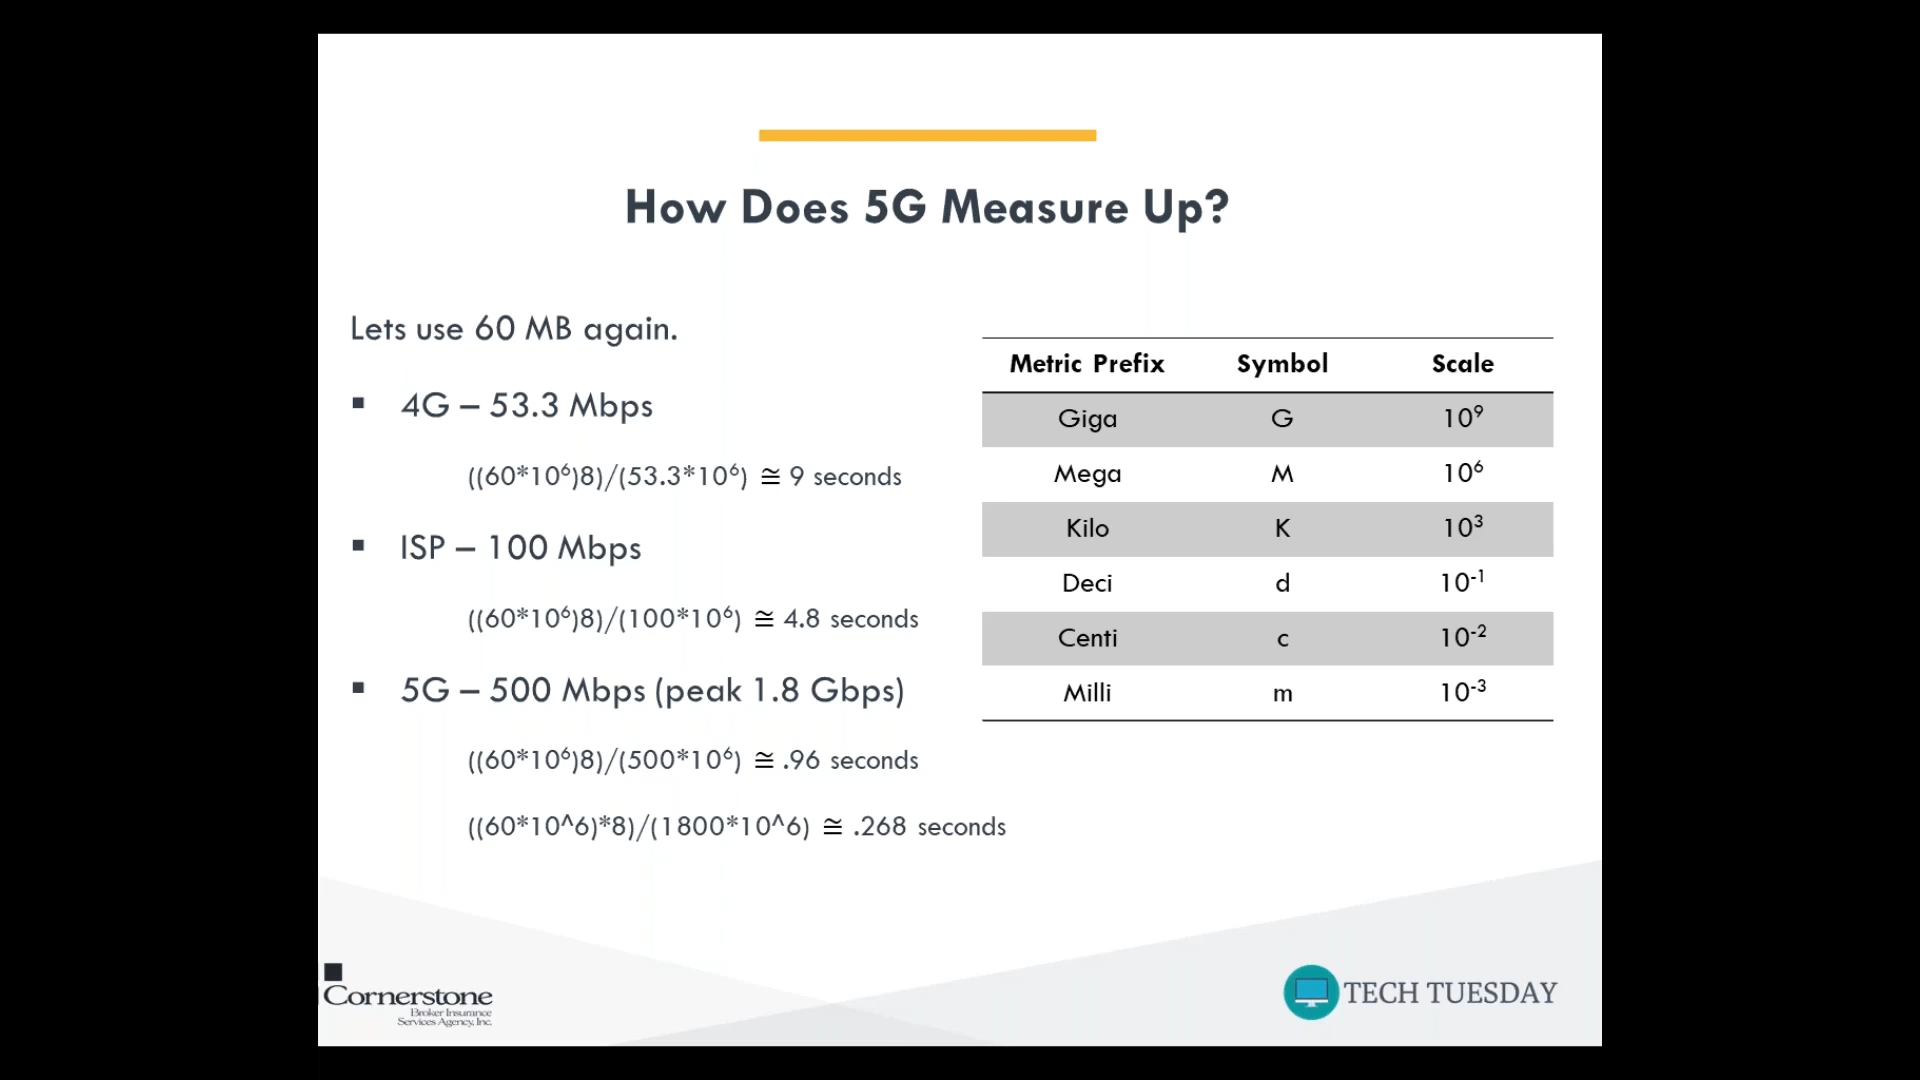 How Does 5G Measure Up?
Lets use 60 MB again.
▪ 4G – 53.3 Mbps
((60*10⁶)8)/(53.3*10⁶) ≅ 9 seconds
▪ ISP – 100 Mbps
((60*10⁶)8)/(100*10⁶) ≅ 4.8 seconds
▪ 5G – 500 Mbps (peak 1.8 Gbps)
((60*10⁶)8)/(500*10⁶) ≅ .96 seconds
((60*10^6)*8)/(1800*10^6) ≅ .268 seconds
Metric Prefix Symbol Scale
Giga G 10⁹
Mega M 10⁶
Kilo K 10³
Deci d 10⁻¹
Centi c 10⁻²
Milli m 10⁻³
Cornerstone
Broker Insurance
Services Agency, Inc.
TECH TUESDAY